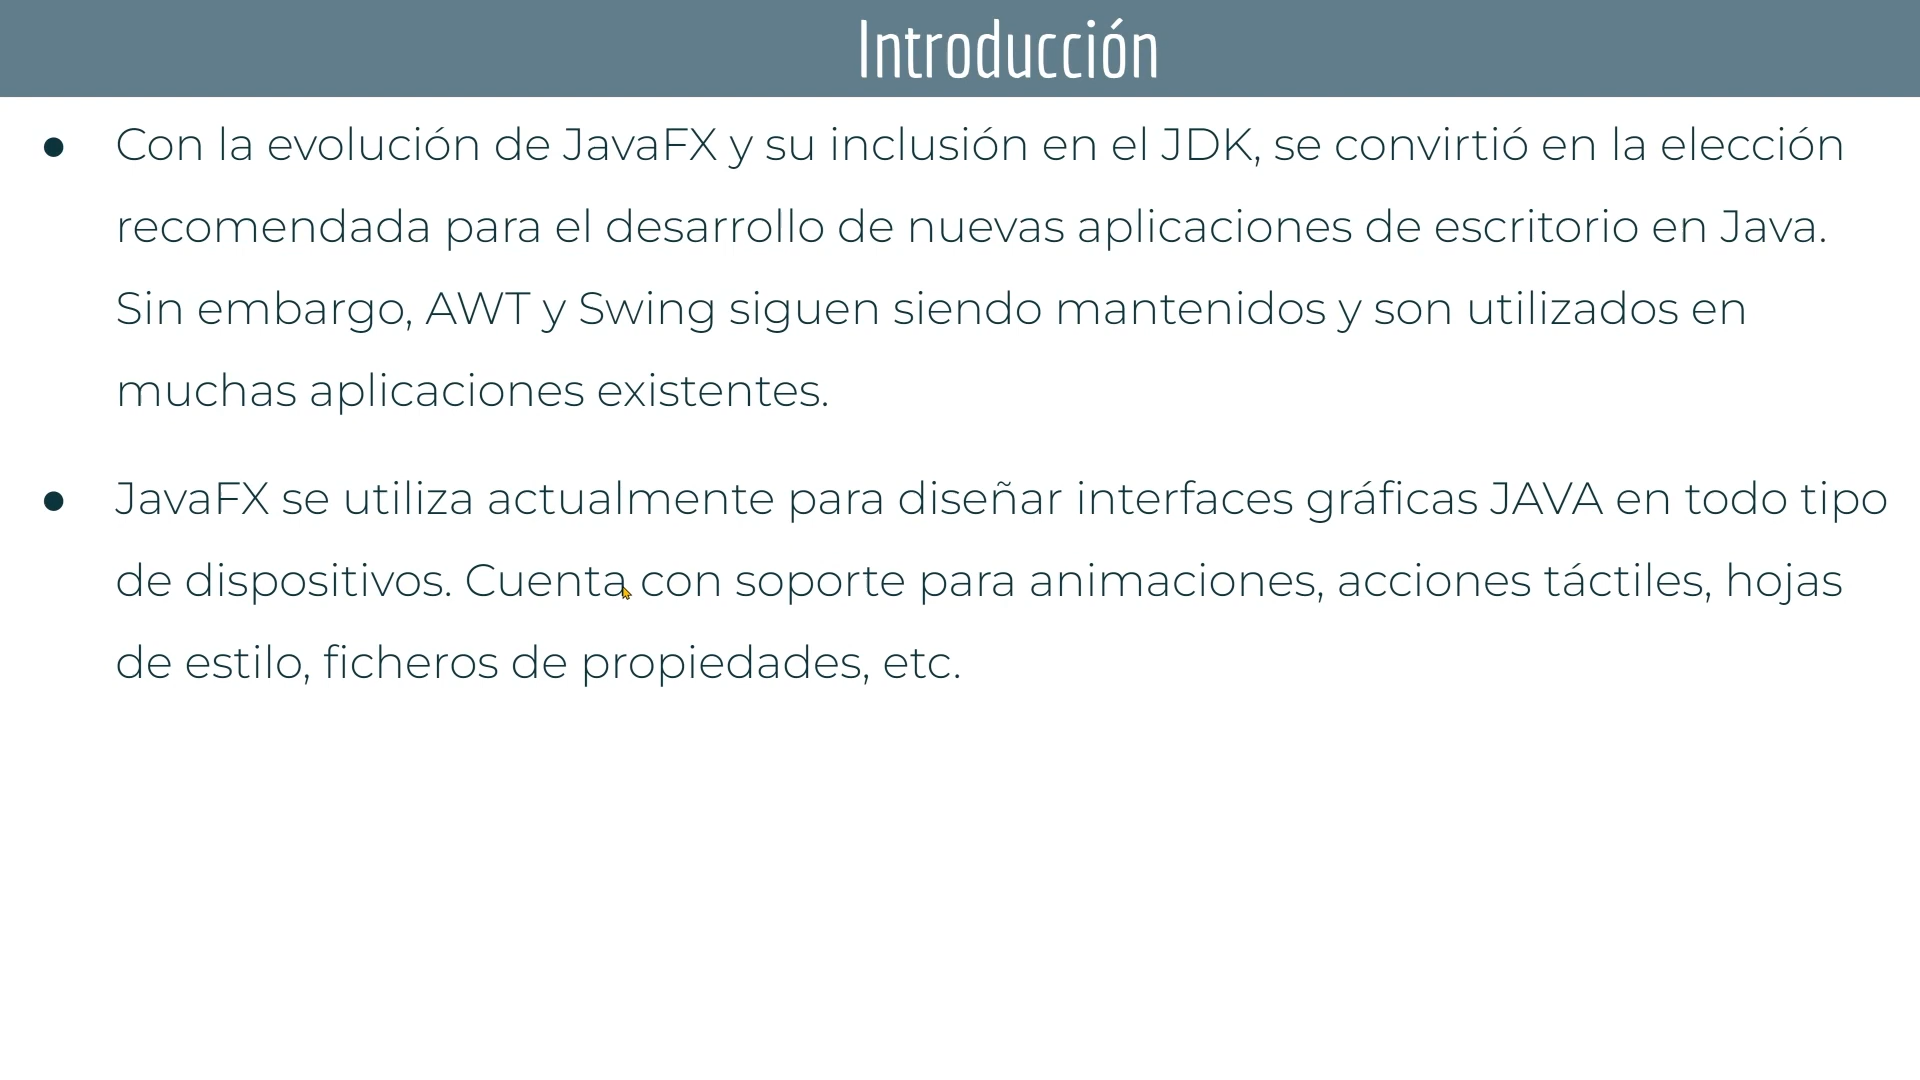 Introducción
● Con la evolución de JavaFX y su inclusión en el JDK, se convirtió en la elección
recomendada para el desarrollo de nuevas aplicaciones de escritorio en Java.
Sin embargo, AWT y Swing siguen siendo mantenidos y son utilizados en
muchas aplicaciones existentes.
● JavaFX se utiliza actualmente para diseñar interfaces gráficas JAVA en todo tipo
de dispositivos. Cuenta con soporte para animaciones, acciones táctiles, hojas
de estilo, ficheros de propiedades, etc.